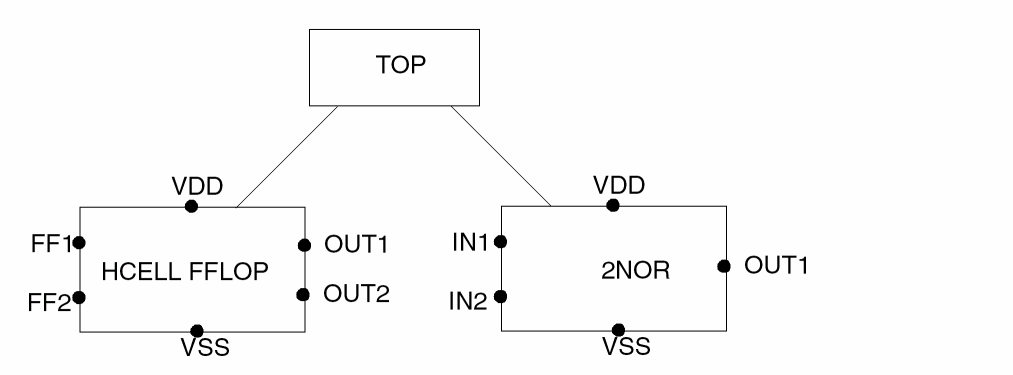 TOP
VDD
VDD
FF1
OUT1
IN1
HCELL FFLOP
2NOR
OUT1
FF2
OUT2
IN2
VSS
VSS